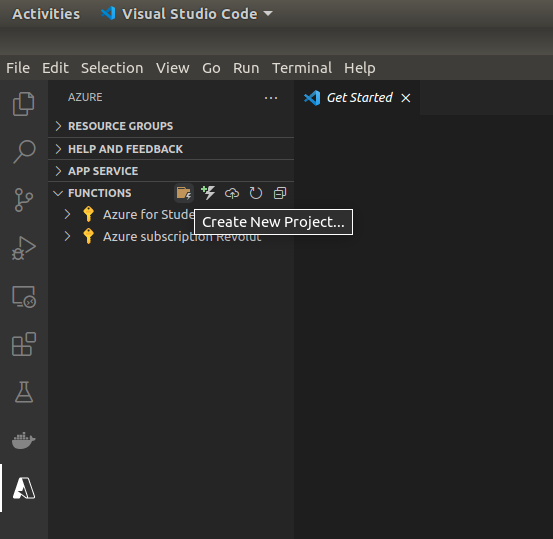 Activities Visual Studio Code
File Edit Selection View Go Run Terminal Help
AZURE
Get Started
RESOURCE GROUPS
HELP AND FEEDBACK
APP SERVICE
FUNCTIONS
Azure for Stude
Create New Project...
Azure subscription Revolut